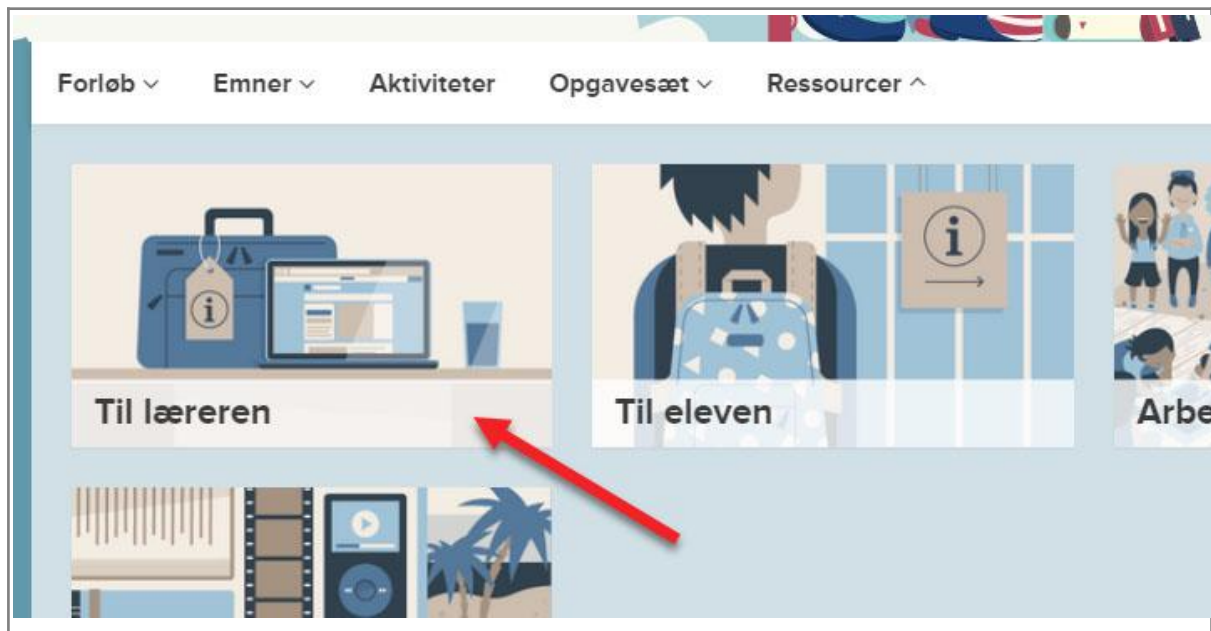 Forløb Emner Aktiviteter Opgavesæt Ressourcer
i
i
Til læreren Til eleven Arbe